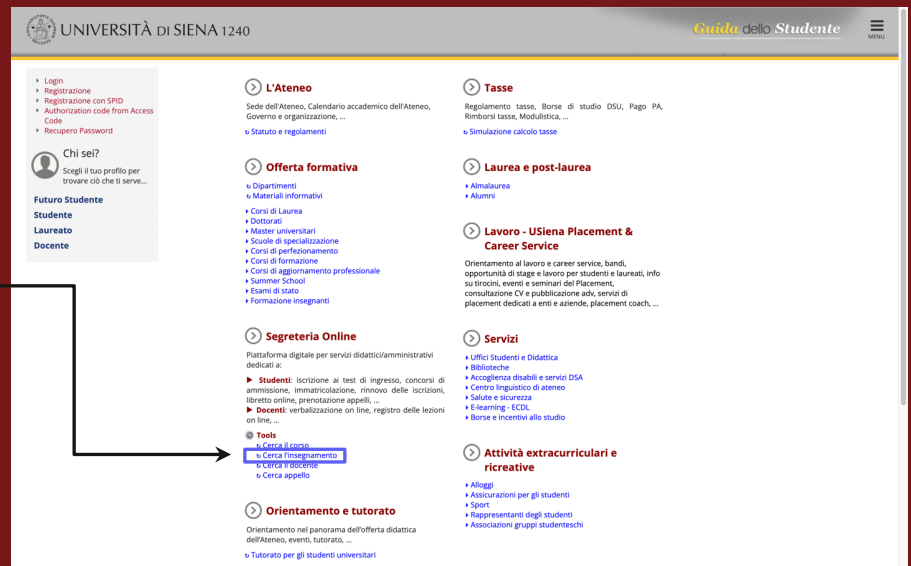 UNIVERSITÀ DI SIENA 1240
Guida dello Studente
MENU
Login
Registrazione
Registrazione con SPID
Authorization code from Access
Code
Recupero Password
Chi sei?
Scegli il tuo profilo per
trovare ciò che ti serve...
Futuro Studente
Studente
Laureato
Docente
L'Ateneo
Sede dell'Ateneo, Calendario accademico dell'Ateneo,
Governo e organizzazione, ...
Statuto e regolamenti
Offerta formativa
Dipartimenti
Materiali informativi
Corsi di Laurea
Dottorati
Master universitari
Scuole di specializzazione
Corsi di perfezionamento
Corsi di formazione
Corsi di aggiornamento professionale
Summer School
Esami di stato
Formazione insegnanti
Segreteria Online
Piattaforma digitale per servizi didattici/amministrativi
dedicati a:
Studenti: iscrizione ai test di ingresso, concorsi di
ammissione, immatricolazione, rinnovo delle iscrizioni,
libretto online, prenotazione appelli, ...
Docenti: verbalizzazione on line, registro delle lezioni
on line, ...
Tools
Cerca il corso
Cerca l'insegnamento
Cerca il docente
Cerca appello
Orientamento e tutorato
Orientamento nel panorama dell'offerta didattica
dell'Ateneo, eventi, tutorato, ...
Tutorato per gli studenti universitari
Tasse
Regolamento tasse, Borse di studio DSU, Pago PA,
Rimborsi tasse, Modulistica, ...
Simulazione calcolo tasse
Laurea e post-laurea
Almalaurea
Alumni
Lavoro - USiena Placement &
Career Service
Orientamento al lavoro e career service, bandi,
opportunità di stage e lavoro per studenti e laureati, info
su tirocini, eventi e seminari del Placement,
consultazione CV e pubblicazione adv, servizi di
placement dedicati a enti e aziende, placement coach, ...
Servizi
Uffici Studenti e Didattica
Biblioteche
Accoglienza disabili e servizi DSA
Centro linguistico di ateneo
Salute e sicurezza
E-learning - ECDL
Borse e incentivi allo studio
Attività extracurriculari e
ricreative
Alloggi
Assicurazioni per gli studenti
Sport
Rappresentanti degli studenti
Associazioni gruppi studenteschi